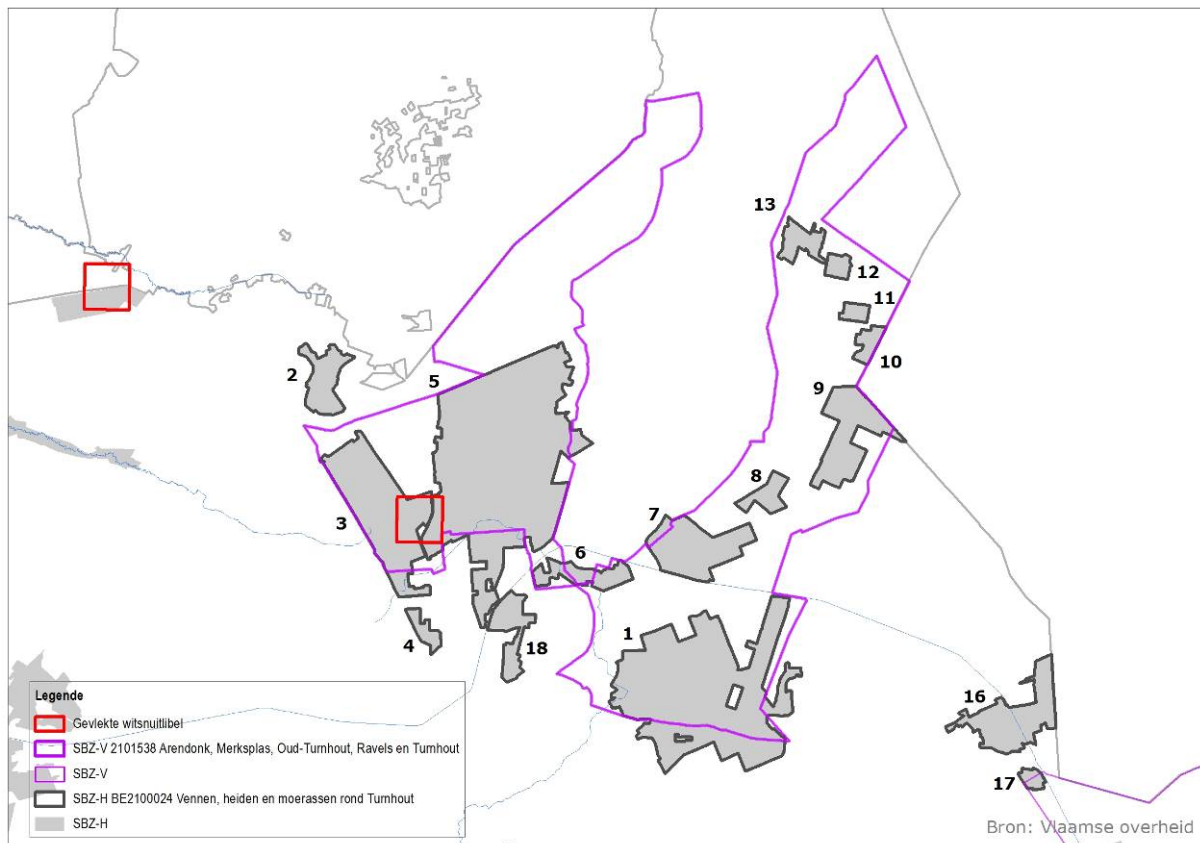 13
12
11
10
2
5
9
8
3
7
6
1
4
18
16
17
Legende
Gevlekte witsnuitlibel
SBZ-V 2101538 Arendonk, Merksplas, Oud-Turnhout, Ravels en Turnhout
SBZ-V
SBZ-H BE2100024 Vennen, heiden en moerassen rond Turnhout
SBZ-H
Bron: Vlaamse overheid